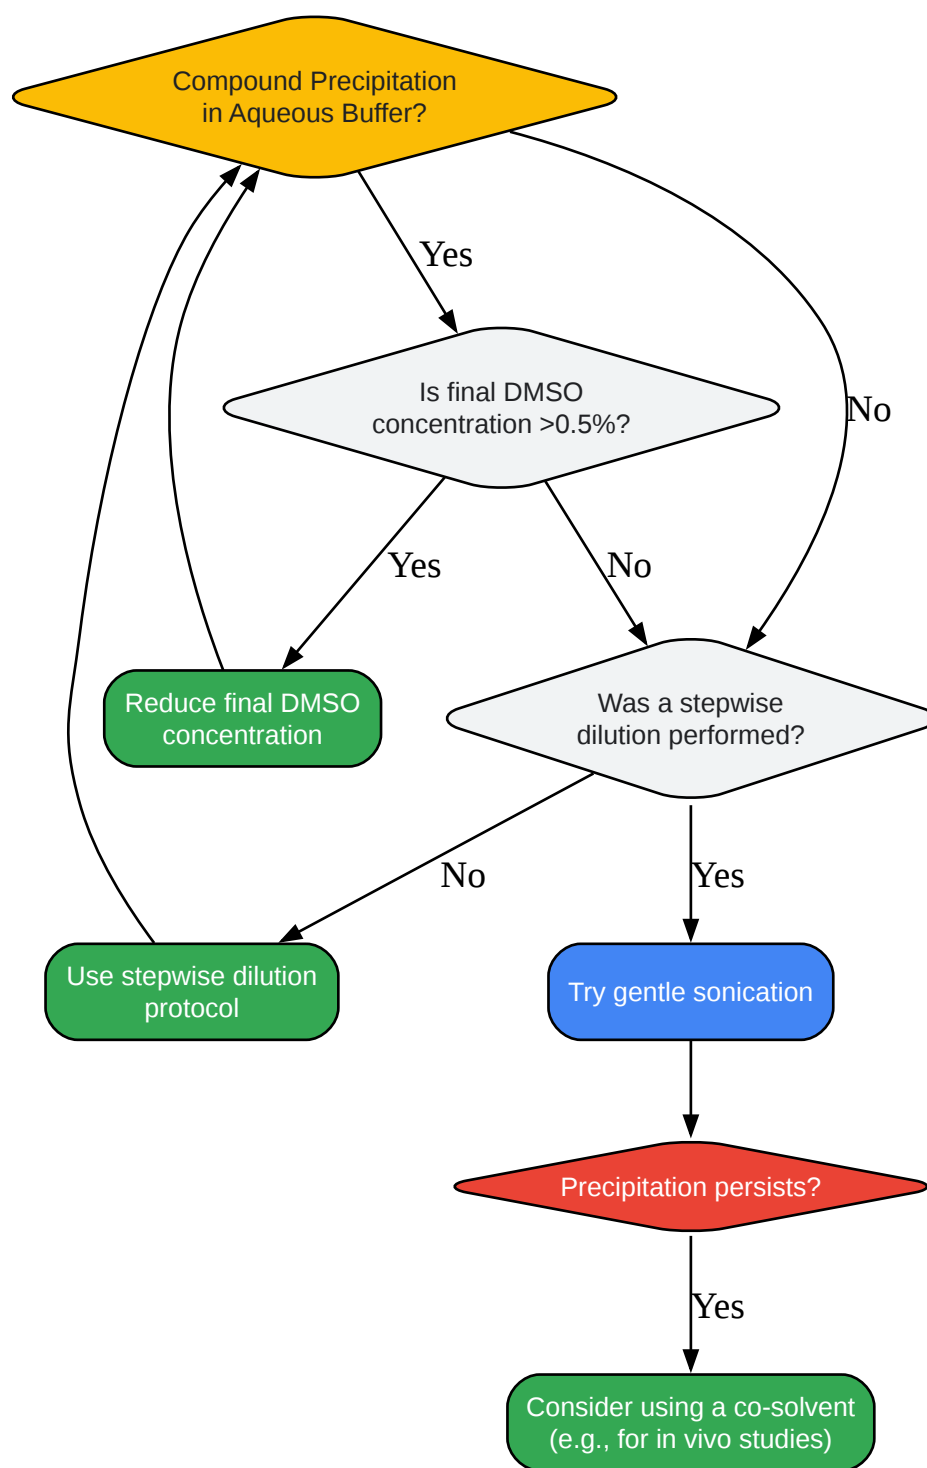 Compound Precipitation
in Aqueous Buffer?
Yes
Is final DMSO
concentration >0.5%?
No
Yes
No
Reduce final DMSO
concentration
Was a stepwise
dilution performed?
No
Yes
Use stepwise dilution
protocol
Try gentle sonication
Precipitation persists?
Yes
Consider using a co-solvent
(e.g., for in vivo studies)